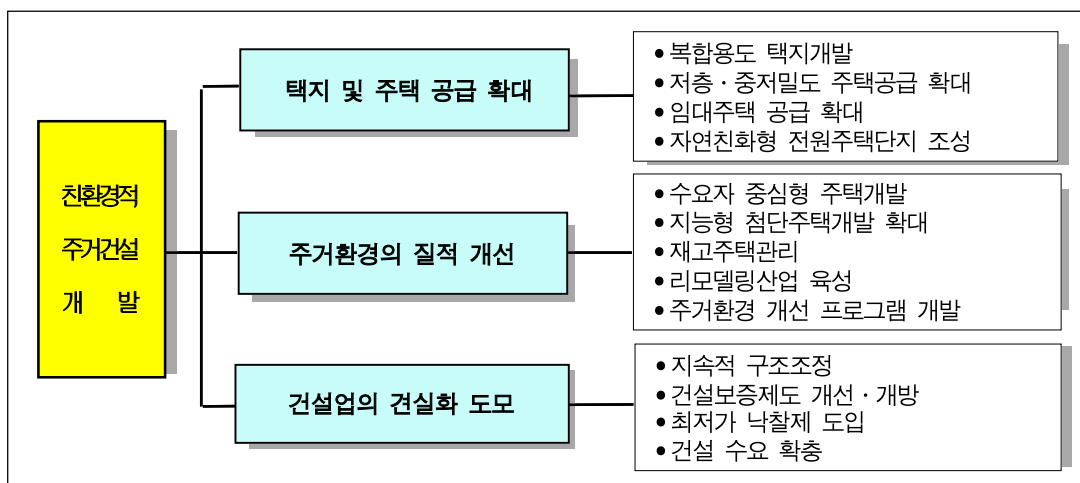 친환경적
주거건설
개 발
택지 및 주택 공급 확대
• 복합용도 택지개발
• 저층 · 중저밀도 주택공급 확대
• 임대주택 공급 확대
• 자연친화형 전원주택단지 조성
주거환경의 질적 개선
• 수요자 중심형 주택개발
• 지능형 첨단주택개발 확대
• 재고주택관리
• 리모델링산업 육성
• 주거환경 개선 프로그램 개발
건설업의 견실화 도모
• 지속적 구조조정
• 건설보증제도 개선 · 개방
• 최저가 낙찰제 도입
• 건설 수요 확충